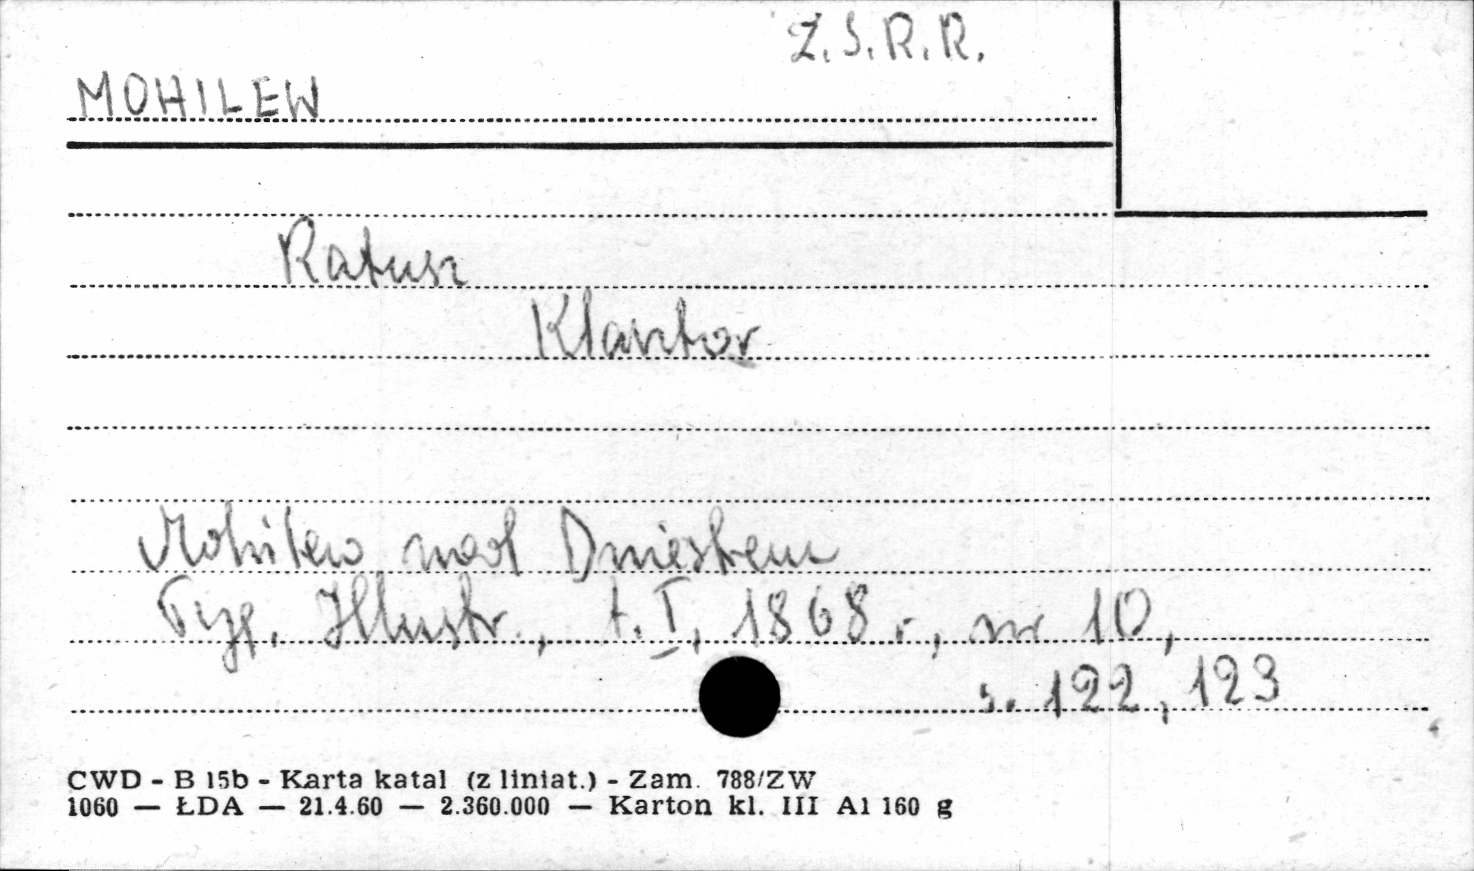 Z.S.R.R.
MOHILEW
Ratusz
Klasztor
Mohilew nad Dniestrem
Tyg. Illustr., t. I, 1868 r., nr 10,
s. 122, 123
CWD - B 15b - Karta katal (z liniat.) - Zam. 788/ZW
1060 — ŁDA — 21.4.60 — 2.360.000 — Karton kl. III A1 160 g